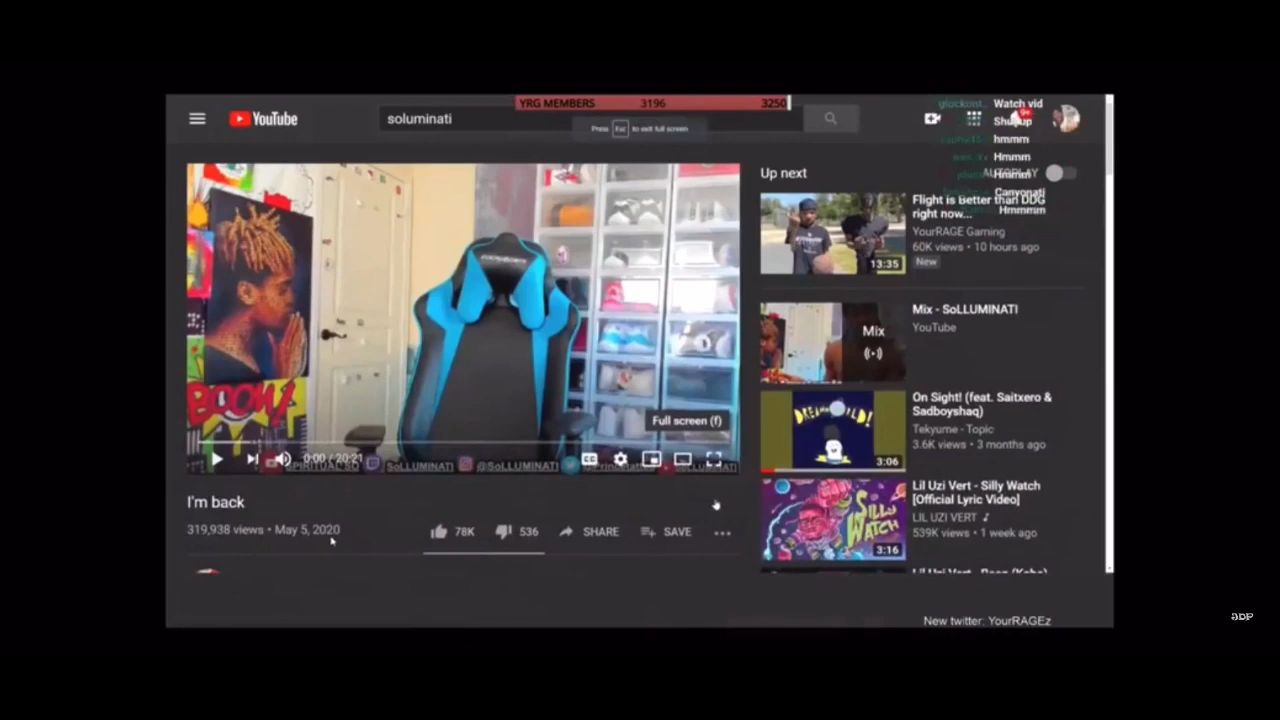 YRG MEMBERS 3196 3250
YouTube
soluminati
Press Esc to exit full screen
Watch vid
hmmm
Hmmm
Hmmm
Canyonati
Hmmmm
Up next
AUTOPLAY
BOOM!
Full screen (f)
0:00 / 20:21
SPIRITUAL SO SoLLUMINATI @SoLLUMINATI
I'm back
319,938 views • May 5, 2020
78K 536 SHARE SAVE
Flight is Better than DDG
right now...
YourRAGE Gaming
60K views • 10 hours ago
New
13:35
Mix
Mix - SoLLUMINATI
YouTube
On Sight! (feat. Saitxero &
Sadboyshaq)
Tekyume - Topic
3.6K views • 3 months ago
3:06
Lil Uzi Vert - Silly Watch
[Official Lyric Video]
LIL UZI VERT
539K views • 1 week ago
SILLY
WATCH
3:16
New twitter: YourRAGEz